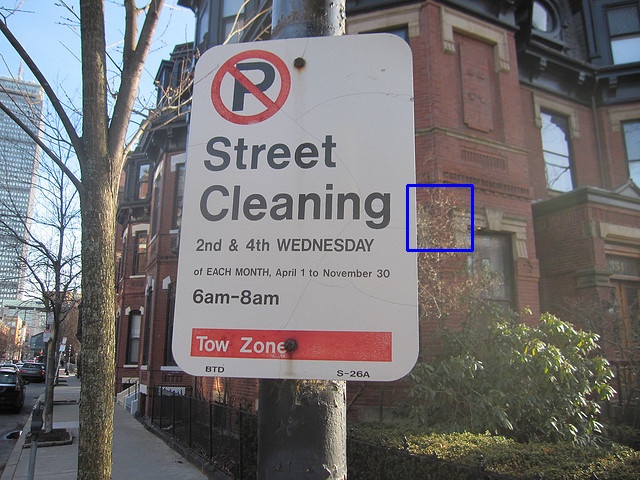 P
Street
Cleaning
2nd & 4th WEDNESDAY
of EACH MONTH, April 1 to November 30
6am-8am
Tow Zone
BTD S-26A